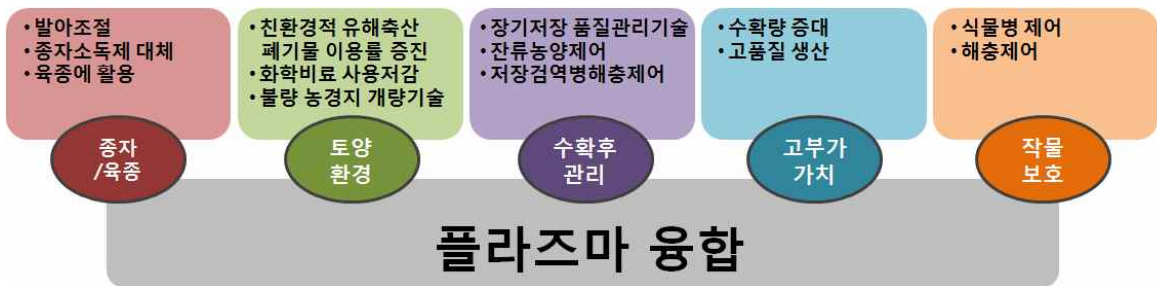 • 발아조절
• 종자소독제 대체
• 육종에 활용
종자
/육종
• 친환경적 유해축산
폐기물 이용률 증진
• 화학비료 사용저감
• 불량 농경지 개량기술
토양
환경
• 장기저장 품질관리기술
• 잔류농양제어
• 저장검역병해충제어
수확후
관리
• 수확량 증대
• 고품질 생산
고부가
가치
• 식물병 제어
• 해충제어
작물
보호
플라즈마 융합